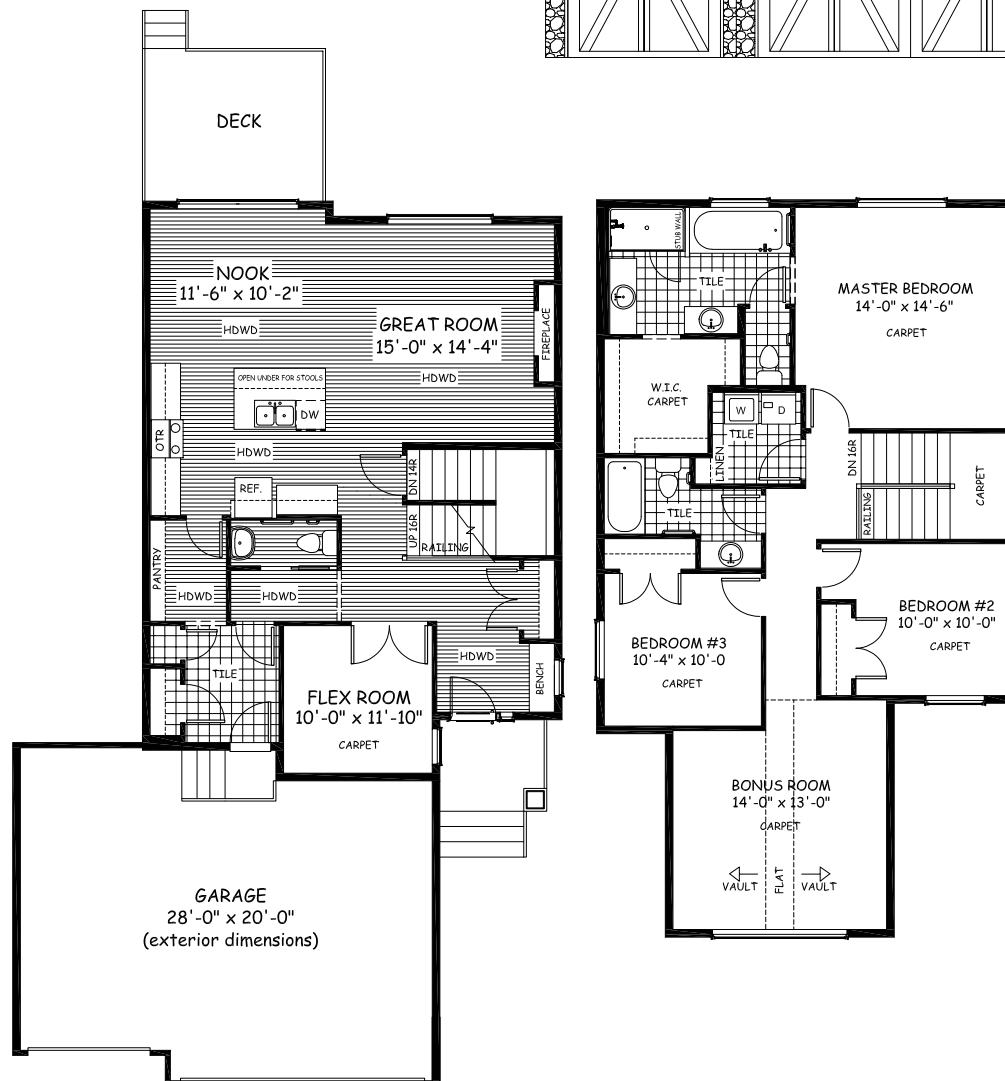 DECK
NOOK
11'-6" x 10'-2"
HDWD
GREAT ROOM
15'-0" x 14'-4"
HDWD
FIREPLACE
OPEN UNDER FOR STOOLS
DW
OTR
HDWD
REF.
DN 14R
UP 16R
RAILING
PANTRY
HDWD
HDWD
HDWD
BENCH
TILE
FLEX ROOM
10'-0" x 11'-10"
CARPET
GARAGE
28'-0" x 20'-0"
(exterior dimensions)
STUB WALL
TILE
MASTER BEDROOM
14'-0" x 14'-6"
CARPET
W.I.C.
CARPET
W
D
TILE
LINEN
DN 16R
RAILING
CARPET
TILE
BEDROOM #2
10'-0" x 10'-0"
CARPET
BEDROOM #3
10'-4" x 10'-0
CARPET
BONUS ROOM
14'-0" x 13'-0"
CARPET
VAULT
FLAT
VAULT